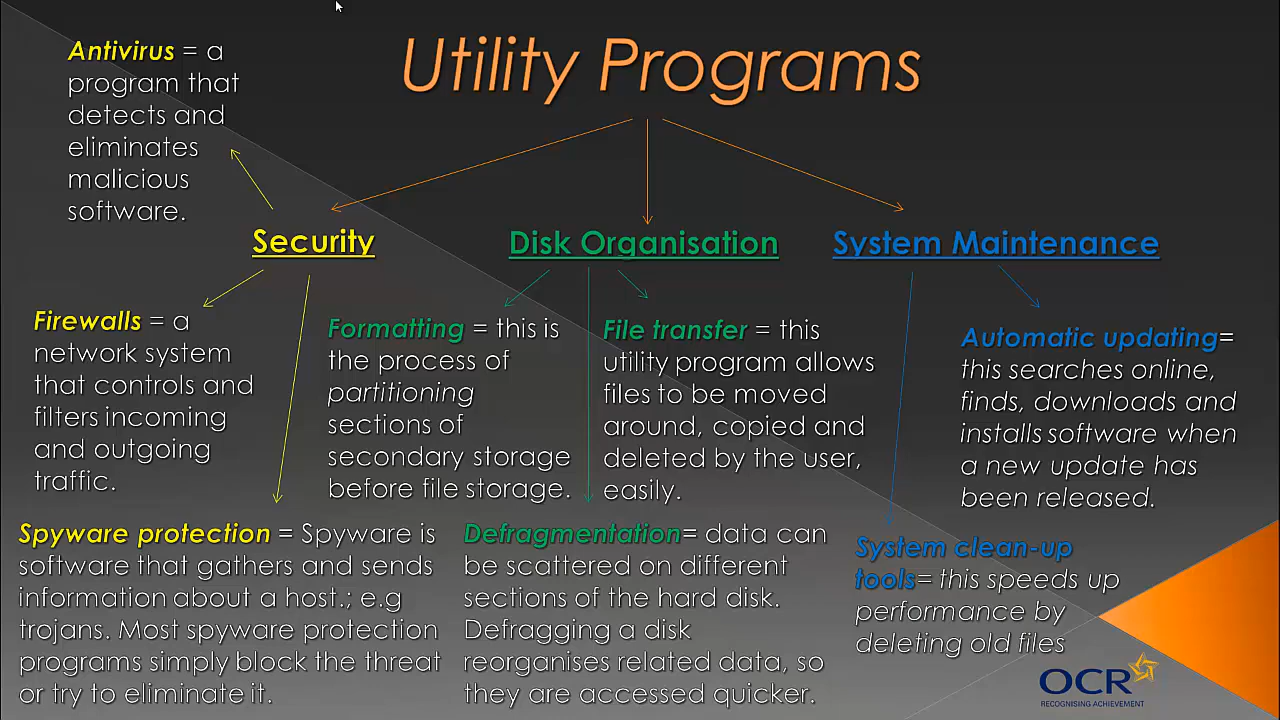 Utility Programs
Antivirus = a
program that
detects and
eliminates
malicious
software.
Security
Disk Organisation
System Maintenance
Firewalls = a
network system
that controls and
filters incoming
and outgoing
traffic.
Spyware protection = Spyware is
software that gathers and sends
information about a host.; e.g
trojans. Most spyware protection
programs simply block the threat
or try to eliminate it.
Formatting = this is
the process of
partitioning
sections of
secondary storage
before file storage.
File transfer = this
utility program allows
files to be moved
around, copied and
deleted by the user,
easily.
Defragmentation= data can
be scattered on different
sections of the hard disk.
Defragging a disk
reorganises related data, so
they are accessed quicker.
Automatic updating=
this searches online,
finds, downloads and
installs software when
a new update has
been released.
System clean-up
tools= this speeds up
performance by
deleting old files
OCR
RECOGNISING ACHIEVEMENT